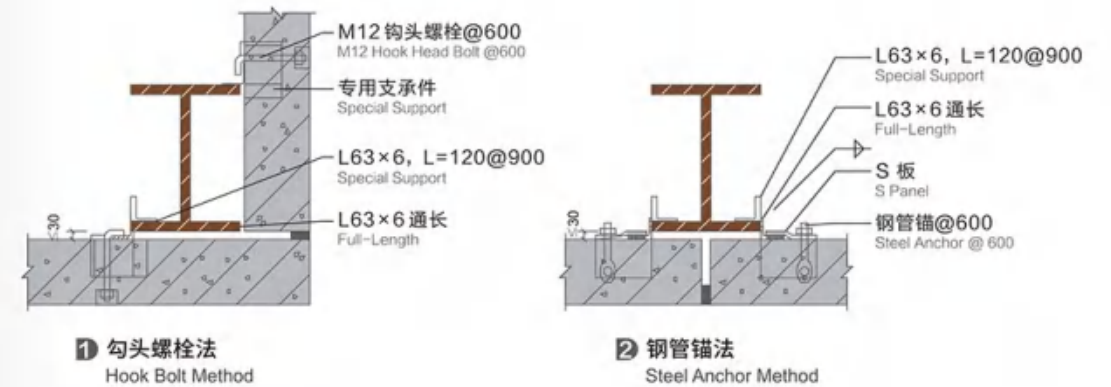 M12 钩头螺栓@600
M12 Hook Head Bolt @600
专用支承件
Special Support
L63×6, L=120@900
Special Support
L63×6 通长
Full-Length
≤30
1 勾头螺栓法
Hook Bolt Method
L63×6, L=120@900
Special Support
L63×6 通长
Full-Length
S 板
S Panel
钢管锚@600
Steel Anchor @ 600
≤30
2 钢管锚法
Steel Anchor Method